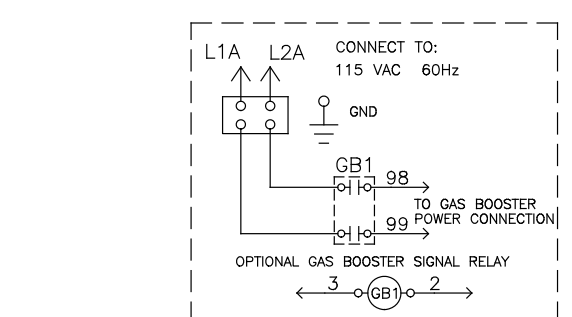 L1A L2A CONNECT TO:
115 VAC 60Hz
GND
GB1
98
TO GAS BOOSTER
POWER CONNECTION
99
OPTIONAL GAS BOOSTER SIGNAL RELAY
3 GB1 2